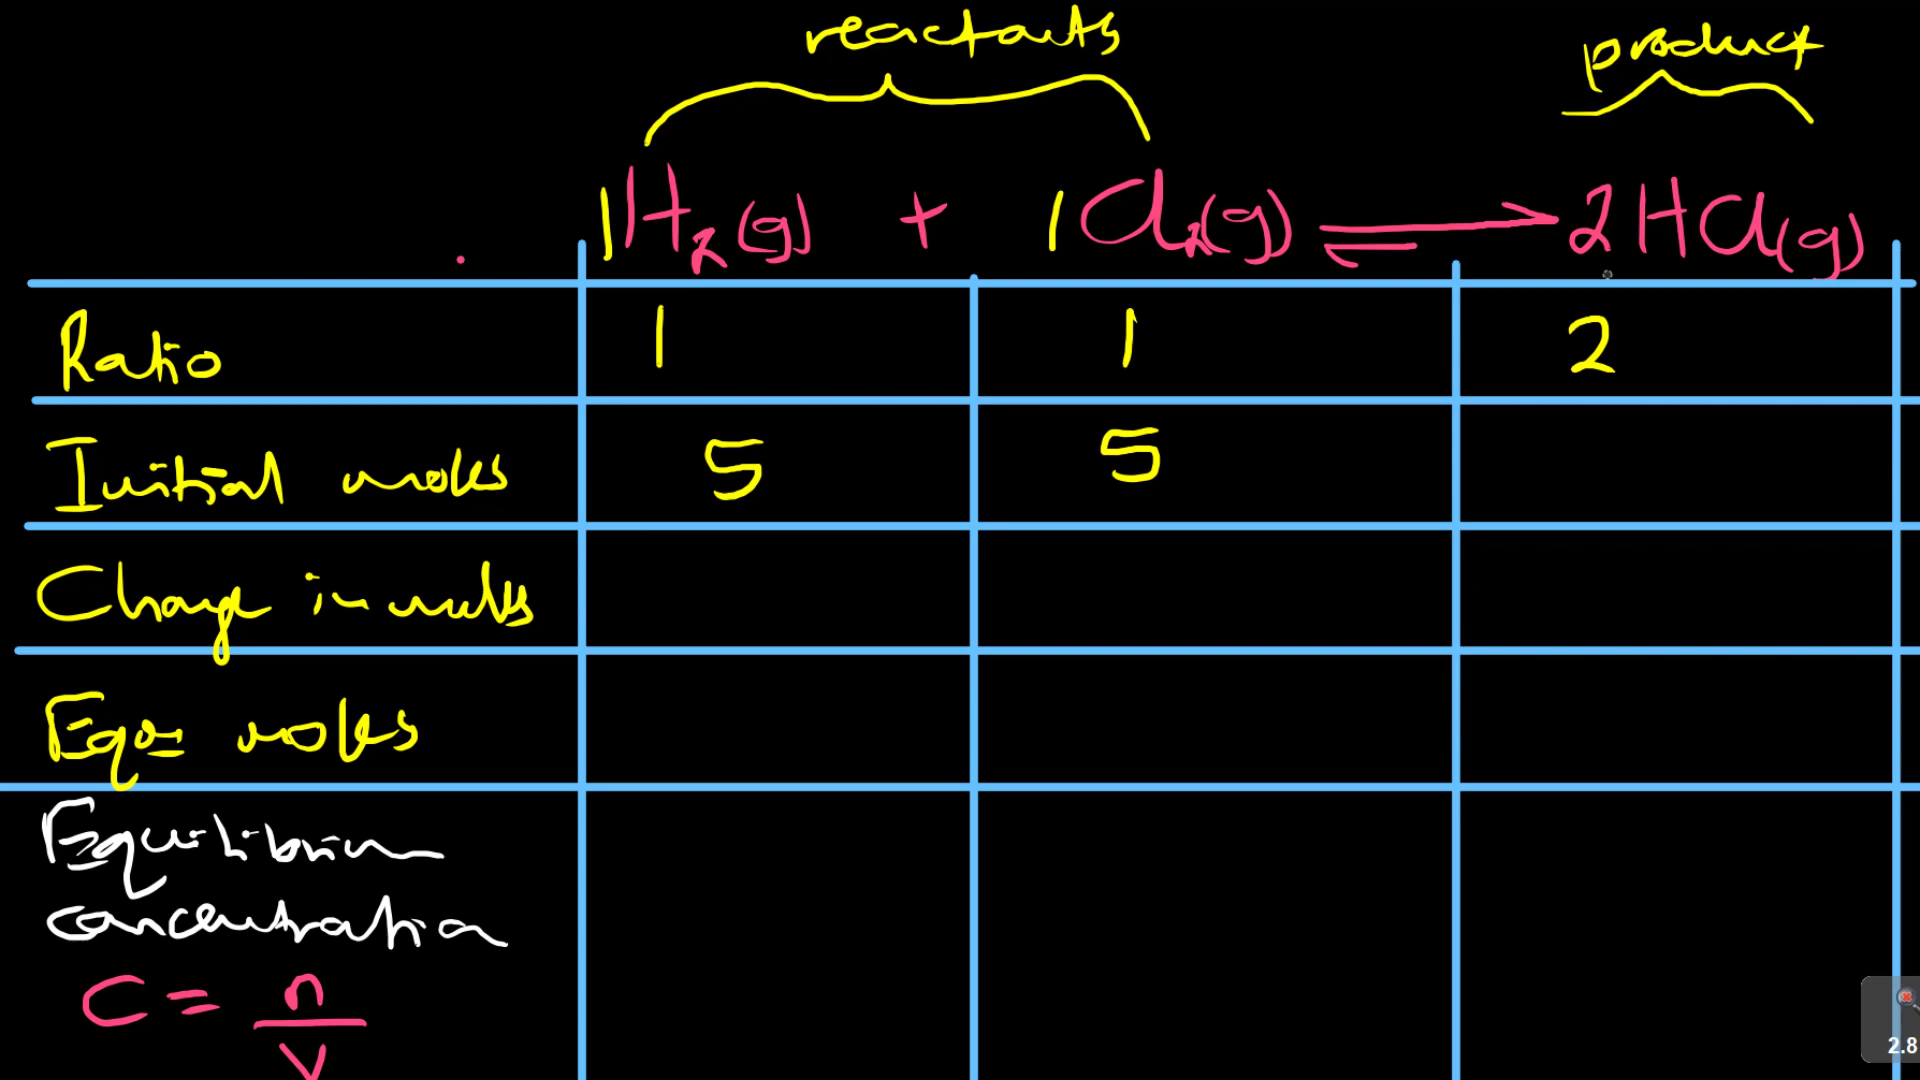 reactants
product
1H2(g) + 1Cl2(g) ⇌ 2HCl(g)
Ratio 1 1 2
Initial moles 5 5
Change in moles
Eqm moles
Equilibrium
concentration
C = n
V
2.8